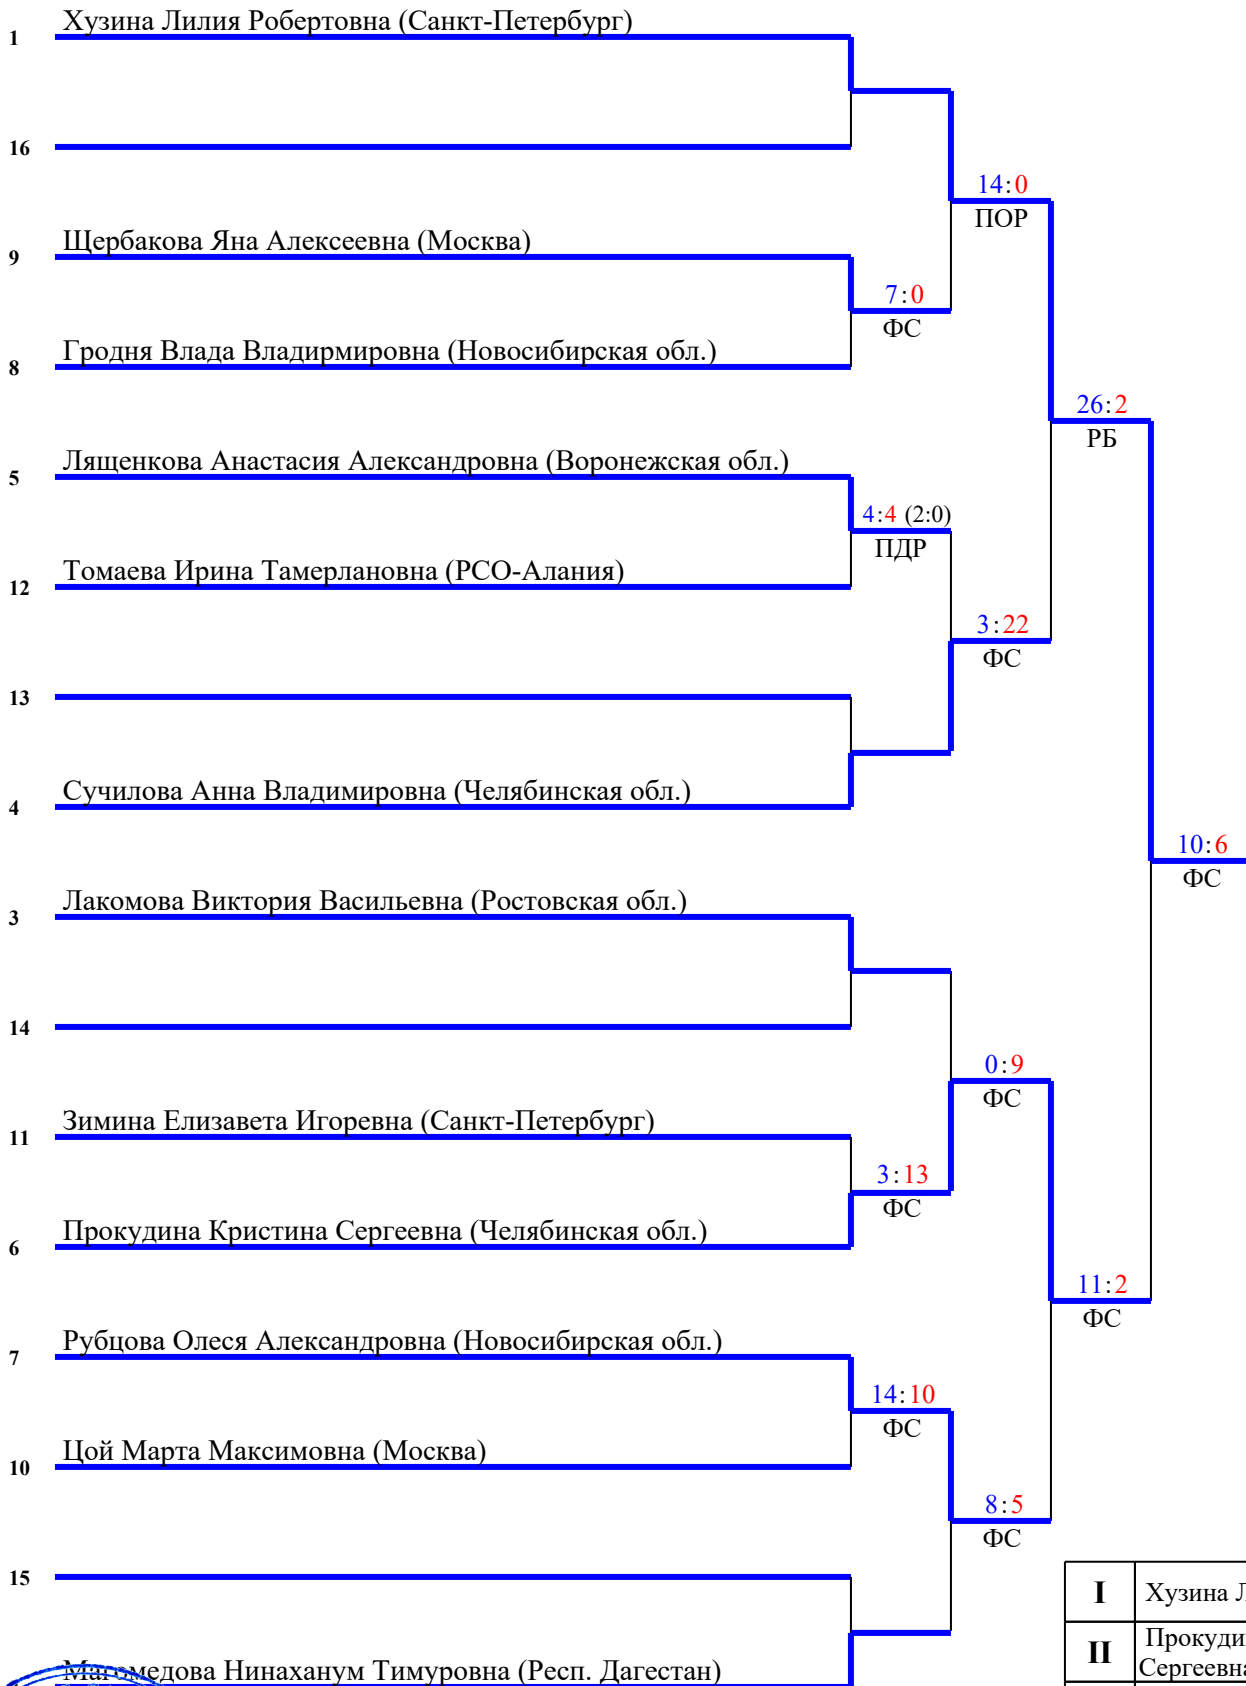 Хузина Лилия Робертовна (Санкт-Петербург)
1
16
14:0
ПОР
Щербакова Яна Алексеевна (Москва)
9
7:0
ФС
Гродня Влада Владирмировна (Новосибирская обл.)
8
26:2
РБ
Лященкова Анастасия Александровна (Воронежская обл.)
5
4:4 (2:0)
ПДР
Томаева Ирина Тамерлановна (РСО-Алания)
12
3:22
ФС
13
Сучилова Анна Владимировна (Челябинская обл.)
4
10:6
ФС
Лакомова Виктория Васильевна (Ростовская обл.)
3
14
0:9
ФС
Зимина Елизавета Игоревна (Санкт-Петербург)
11
3:13
ФС
Прокудина Кристина Сергеевна (Челябинская обл.)
6
11:2
ФС
Рубцова Олеся Александровна (Новосибирская обл.)
7
14:10
ФС
Цой Марта Максимовна (Москва)
10
8:5
ФС
15
I Хузина Л
Магомедова Нинаханум Тимуровна (Респ. Дагестан)
II Прокудин
Сергеевна